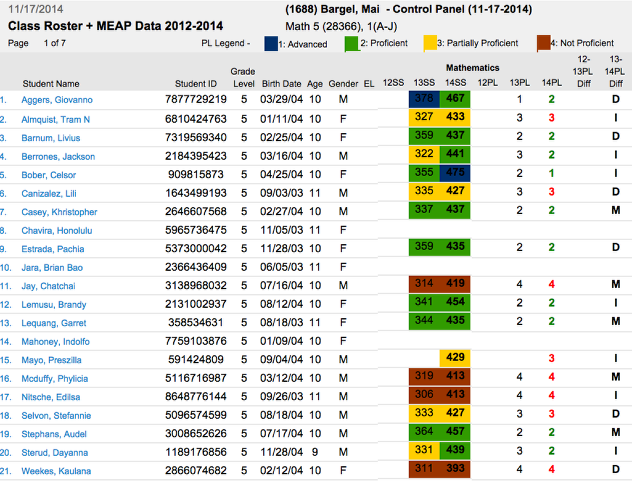 11/17/2014 (1688) Bargel, Mai - Control Panel (11-17-2014)
Class Roster + MEAP Data 2012-2014 Math 5 (28366), 1(A-J)
Page 1 of 7 PL Legend - 1: Advanced 2: Proficient 3: Partially Proficient 4: Not Proficient
Mathematics
Student Name Student ID Grade Level Birth Date Age Gender EL 12SS 13SS 14SS 12PL 13PL 14PL 12-13PL Diff 13-14PL Diff
1. Aggers, Giovanno 7877729219 5 03/29/04 10 M 378 467 1 2 D
2. Almquist, Tram N 6810424763 5 01/11/04 10 F 327 433 3 3 I
3. Barnum, Livius 7319569340 5 02/25/04 10 F 359 437 2 2 D
4. Berrones, Jackson 2184395423 5 03/16/04 10 M 322 441 3 2 I
5. Bober, Celsor 909815873 5 04/25/04 10 F 355 475 2 1 I
6. Canizalez, Lili 1643499193 5 09/03/03 11 M 335 427 3 3 D
7. Casey, Khristopher 2646607568 5 02/27/04 10 M 337 437 2 2 M
8. Chavira, Honolulu 5965736475 5 11/05/03 11 F
9. Estrada, Pachia 5373000042 5 11/28/03 10 F 359 435 2 2 D
10. Jara, Brian Bao 2366436409 5 06/05/03 11 F
11. Jay, Chatchai 3138968032 5 07/16/04 10 M 314 419 4 4 M
12. Lemusu, Brandy 2131002937 5 08/12/04 10 F 341 454 2 2 I
13. Lequang, Garret 358534631 5 08/18/03 11 F 344 435 2 2 M
14. Mahoney, Indolfo 7759103876 5 01/09/04 10 F
15. Mayo, Preszilla 591424809 5 09/04/04 10 M 429 3 I
16. Mcduffy, Phylicia 5116716987 5 03/12/04 10 M 319 413 4 4 M
17. Nitsche, Edilsa 8648776144 5 09/26/03 11 M 306 413 4 4 I
18. Selvon, Stefannie 5096574599 5 08/18/04 10 M 333 427 3 3 D
19. Stephans, Audel 3008652626 5 07/17/04 10 M 364 457 2 2 M
20. Sterud, Dayanna 1189176856 5 11/28/04 9 M 331 439 3 2 I
21. Weekes, Kaulana 2866074682 5 02/12/04 10 F 311 393 4 4 D